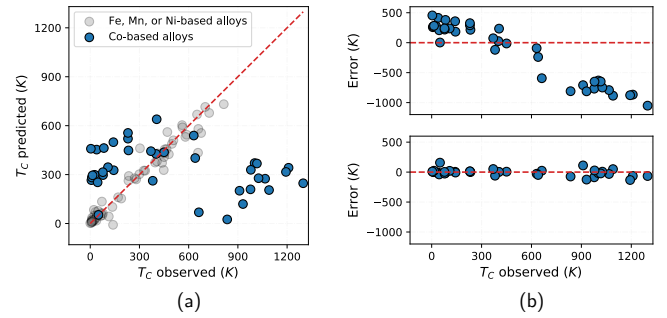 Fe, Mn, or Ni-based alloys
Co-based alloys
1200
900
600
300
0
T_C predicted (K)
0 300 600 900 1200
T_C observed (K)
(a)
500
0
−500
−1000
Error (K)
500
0
−500
−1000
Error (K)
0 300 600 900 1200
T_C observed (K)
(b)